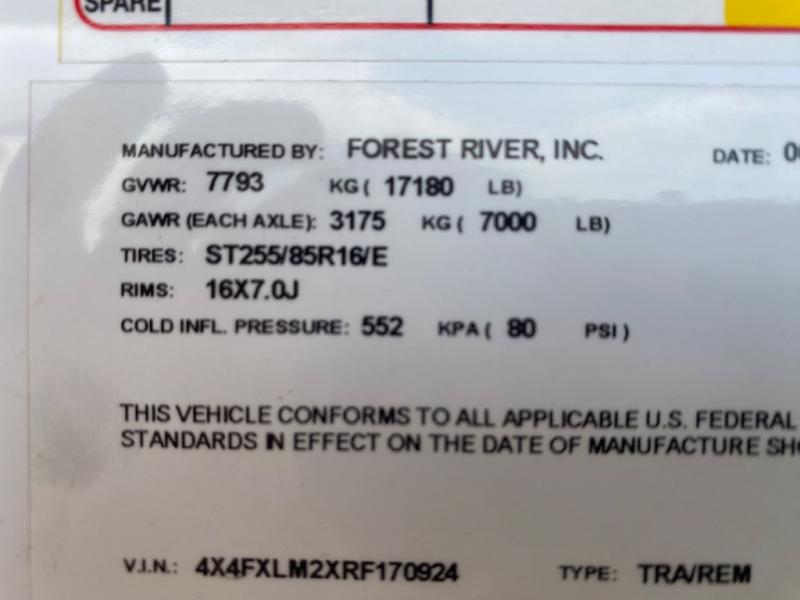 SPARE
MANUFACTURED BY: FOREST RIVER, INC. DATE:
GVWR: 7793 KG ( 17180 LB)
GAWR (EACH AXLE): 3175 KG ( 7000 LB)
TIRES: ST255/85R16/E
RIMS: 16X7.0J
COLD INFL. PRESSURE: 552 KPA ( 80 PSI )
THIS VEHICLE CONFORMS TO ALL APPLICABLE U.S. FEDERAL
STANDARDS IN EFFECT ON THE DATE OF MANUFACTURE
V.I.N.: 4X4FXLM2XRF170924 TYPE: TRA/REM